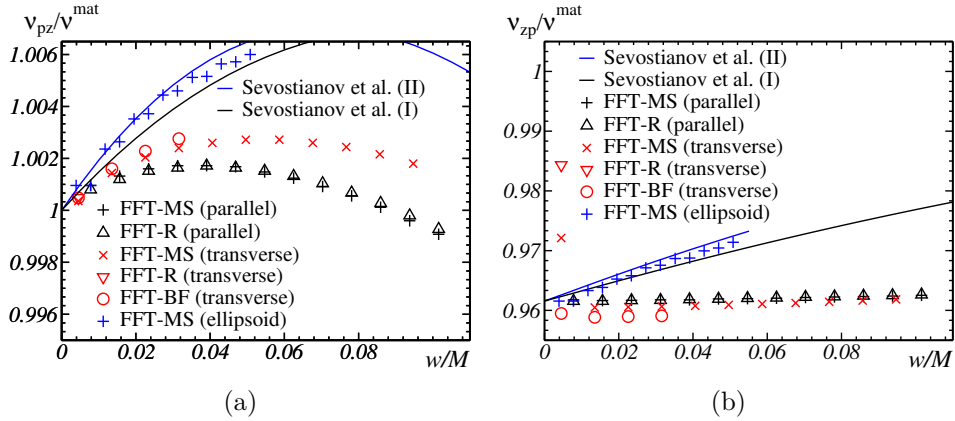 ν_pz/ν^mat
1.006
1.004
1.002
1
0.998
0.996
0
0.02
0.04
0.06
0.08
w/M
Sevostianov et al. (II)
Sevostianov et al. (I)
FFT-MS (parallel)
FFT-R (parallel)
FFT-MS (transverse)
FFT-R (transverse)
FFT-BF (transverse)
FFT-MS (ellipsoid)
(a)
ν_zp/ν^mat
1
0.99
0.98
0.97
0.96
0
0.02
0.04
0.06
0.08
w/M
Sevostianov et al. (II)
Sevostianov et al. (I)
FFT-MS (parallel)
FFT-R (parallel)
FFT-MS (transverse)
FFT-R (transverse)
FFT-BF (transverse)
FFT-MS (ellipsoid)
(b)